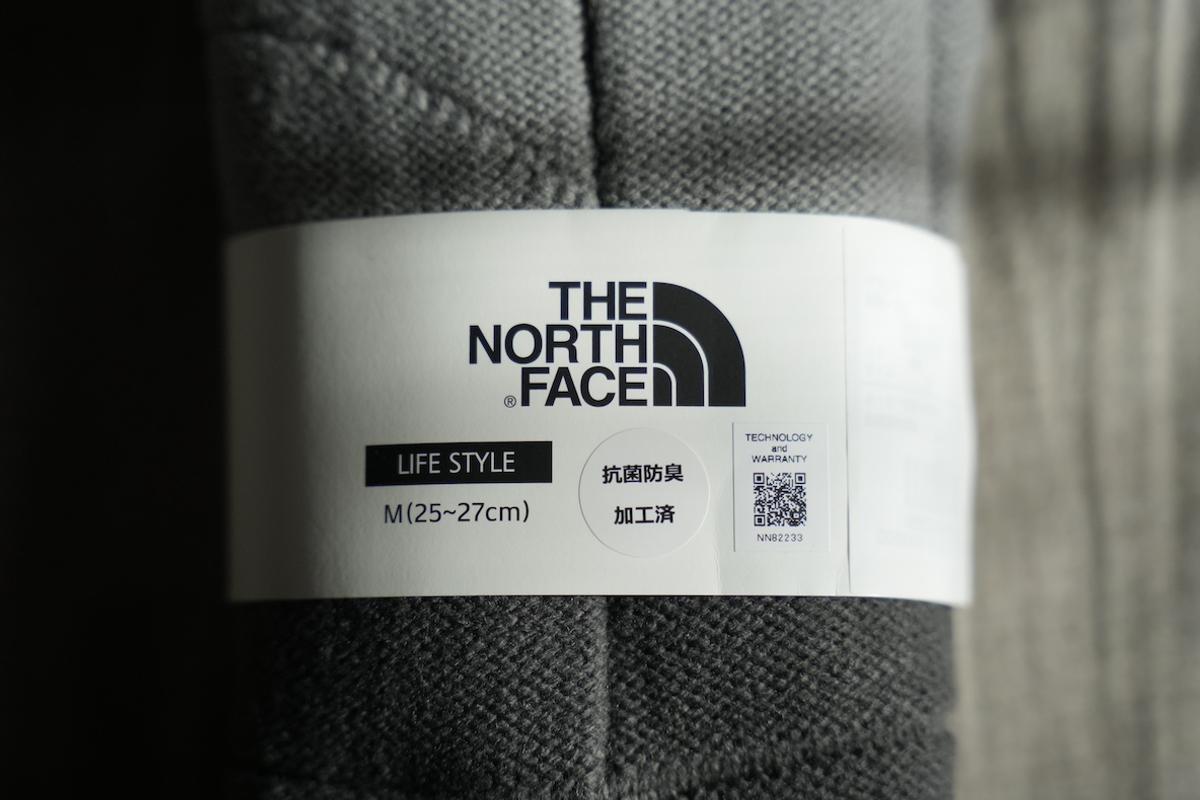 THE
NORTH
FACE
®
LIFE STYLE
M(25~27cm)
抗菌防臭
加工済
TECHNOLOGY
and
WARRANTY
NN82233